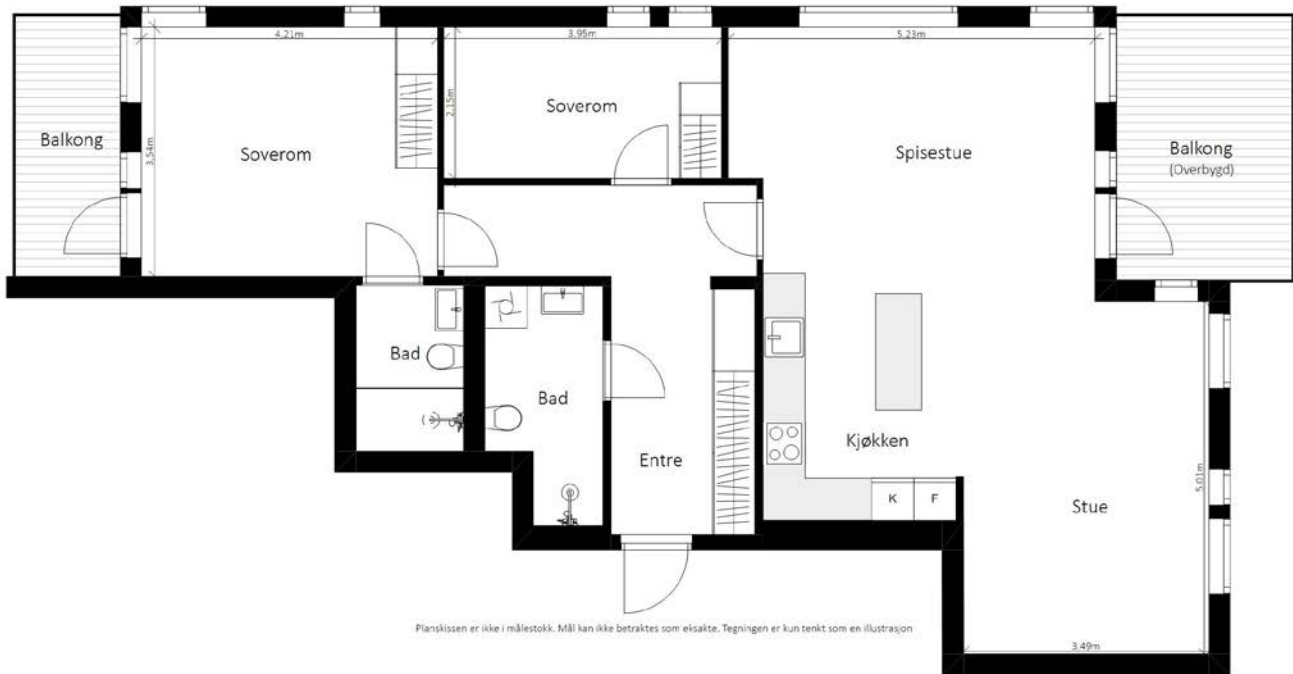 4,21m
3,95m
5,23m
2,15m
3,54m
Balkong
Soverom
Soverom
Spisestue
Balkong
(Overbygd)
Bad
Bad
Entre
Kjøkken
K
F
Stue
5,01m
3,49m
Planskissen er ikke i målestokk. Mål kan ikke betraktes som eksakte. Tegningen er kun tenkt som en illustrasjon